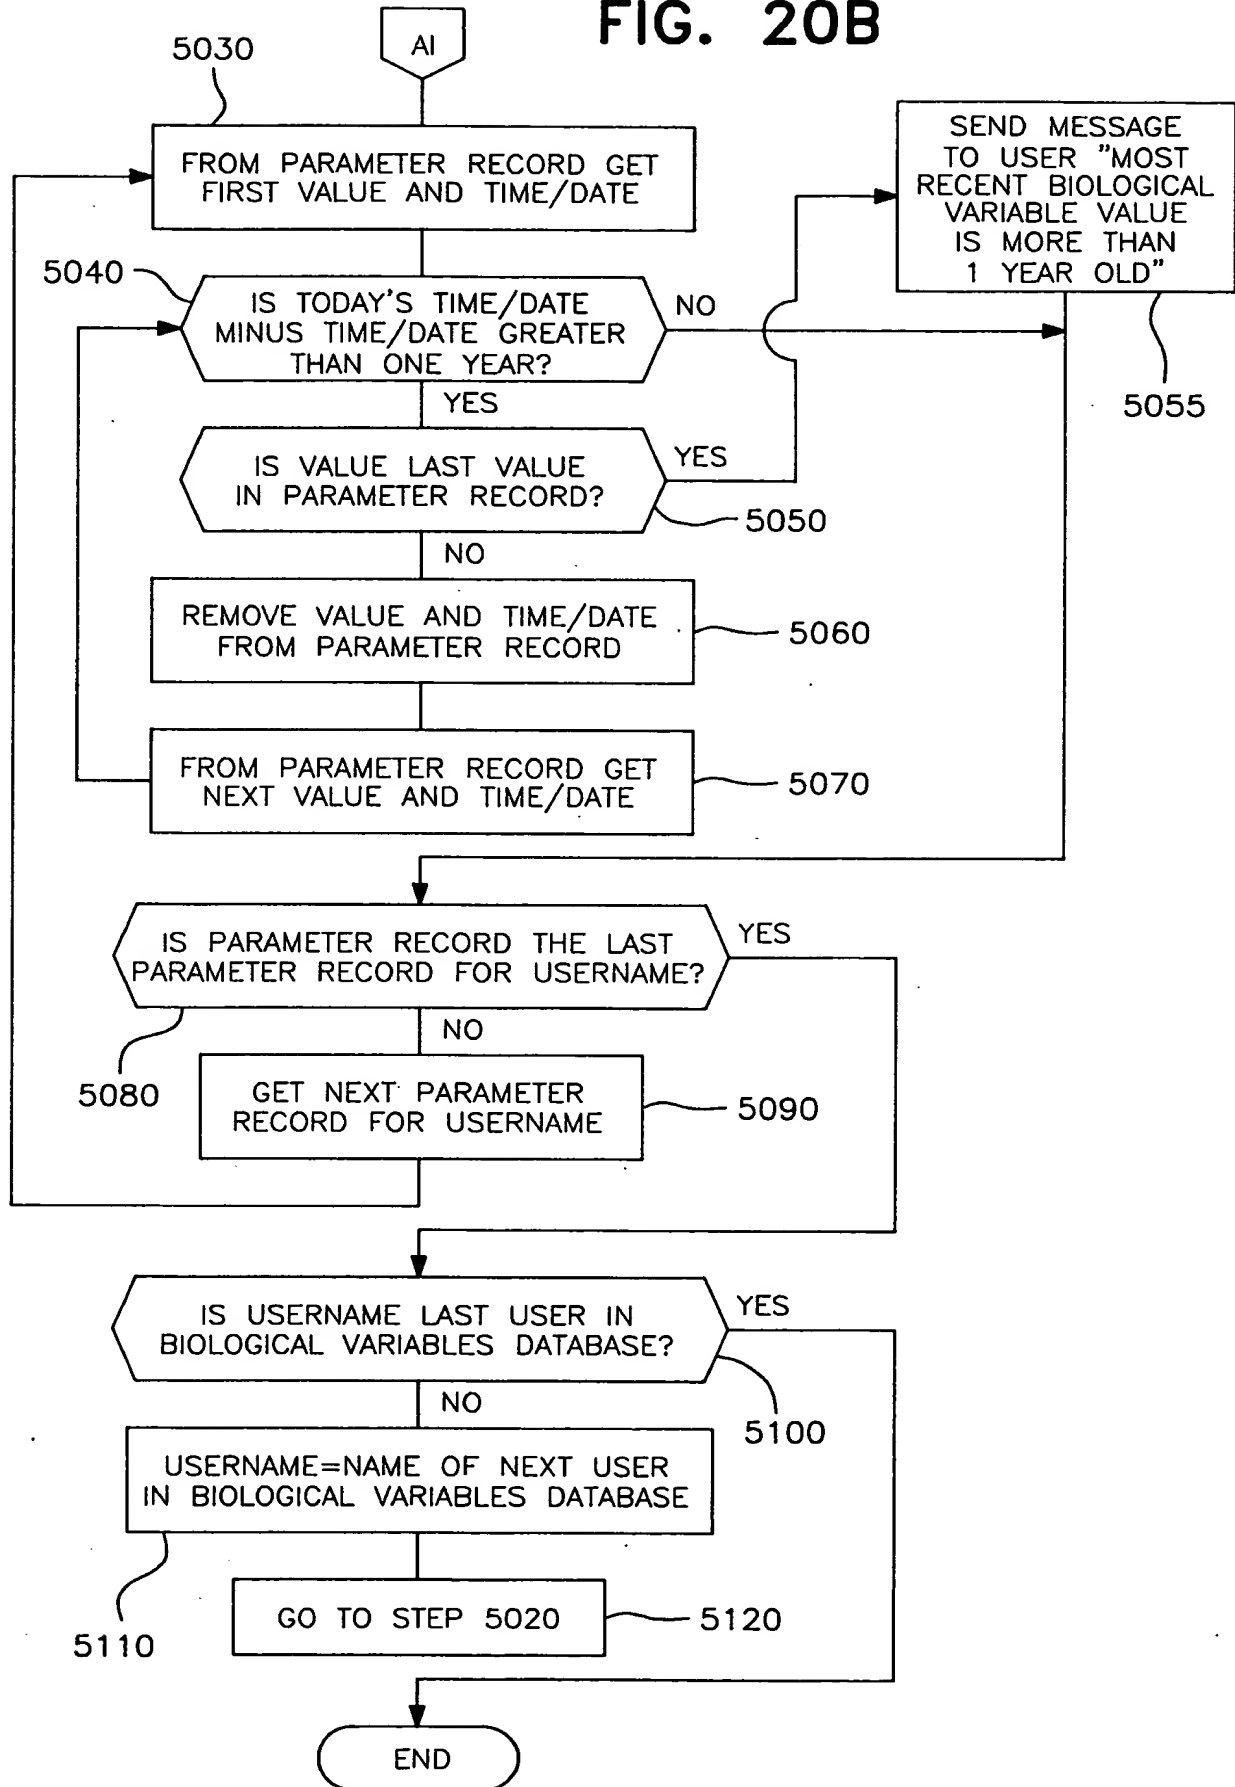 FIG. 20B
AI
5030
FROM PARAMETER RECORD GET
FIRST VALUE AND TIME/DATE
SEND MESSAGE
TO USER "MOST
RECENT BIOLOGICAL
VARIABLE VALUE
IS MORE THAN
1 YEAR OLD"
5055
5040
IS TODAY'S TIME/DATE
MINUS TIME/DATE GREATER
THAN ONE YEAR?
NO
YES
IS VALUE LAST VALUE
IN PARAMETER RECORD?
YES
5050
NO
REMOVE VALUE AND TIME/DATE
FROM PARAMETER RECORD
5060
FROM PARAMETER RECORD GET
NEXT VALUE AND TIME/DATE
5070
IS PARAMETER RECORD THE LAST
PARAMETER RECORD FOR USERNAME?
YES
5080
NO
GET NEXT PARAMETER
RECORD FOR USERNAME
5090
IS USERNAME LAST USER IN
BIOLOGICAL VARIABLES DATABASE?
YES
5100
NO
USERNAME=NAME OF NEXT USER
IN BIOLOGICAL VARIABLES DATABASE
5110
GO TO STEP 5020
5120
END